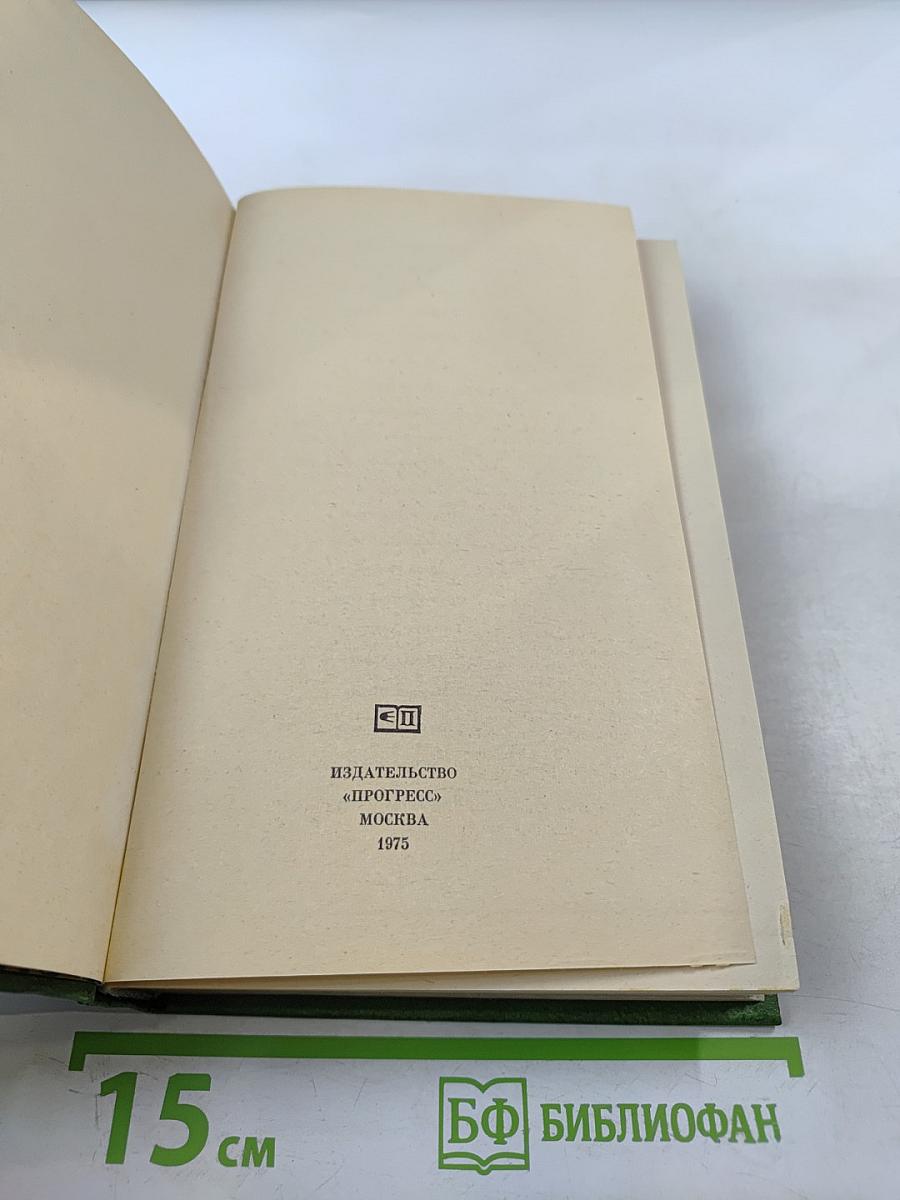 П
ИЗДАТЕЛЬСТВО
«ПРОГРЕСС»
МОСКВА
1975
15 см
БФ БИБЛИОФАН